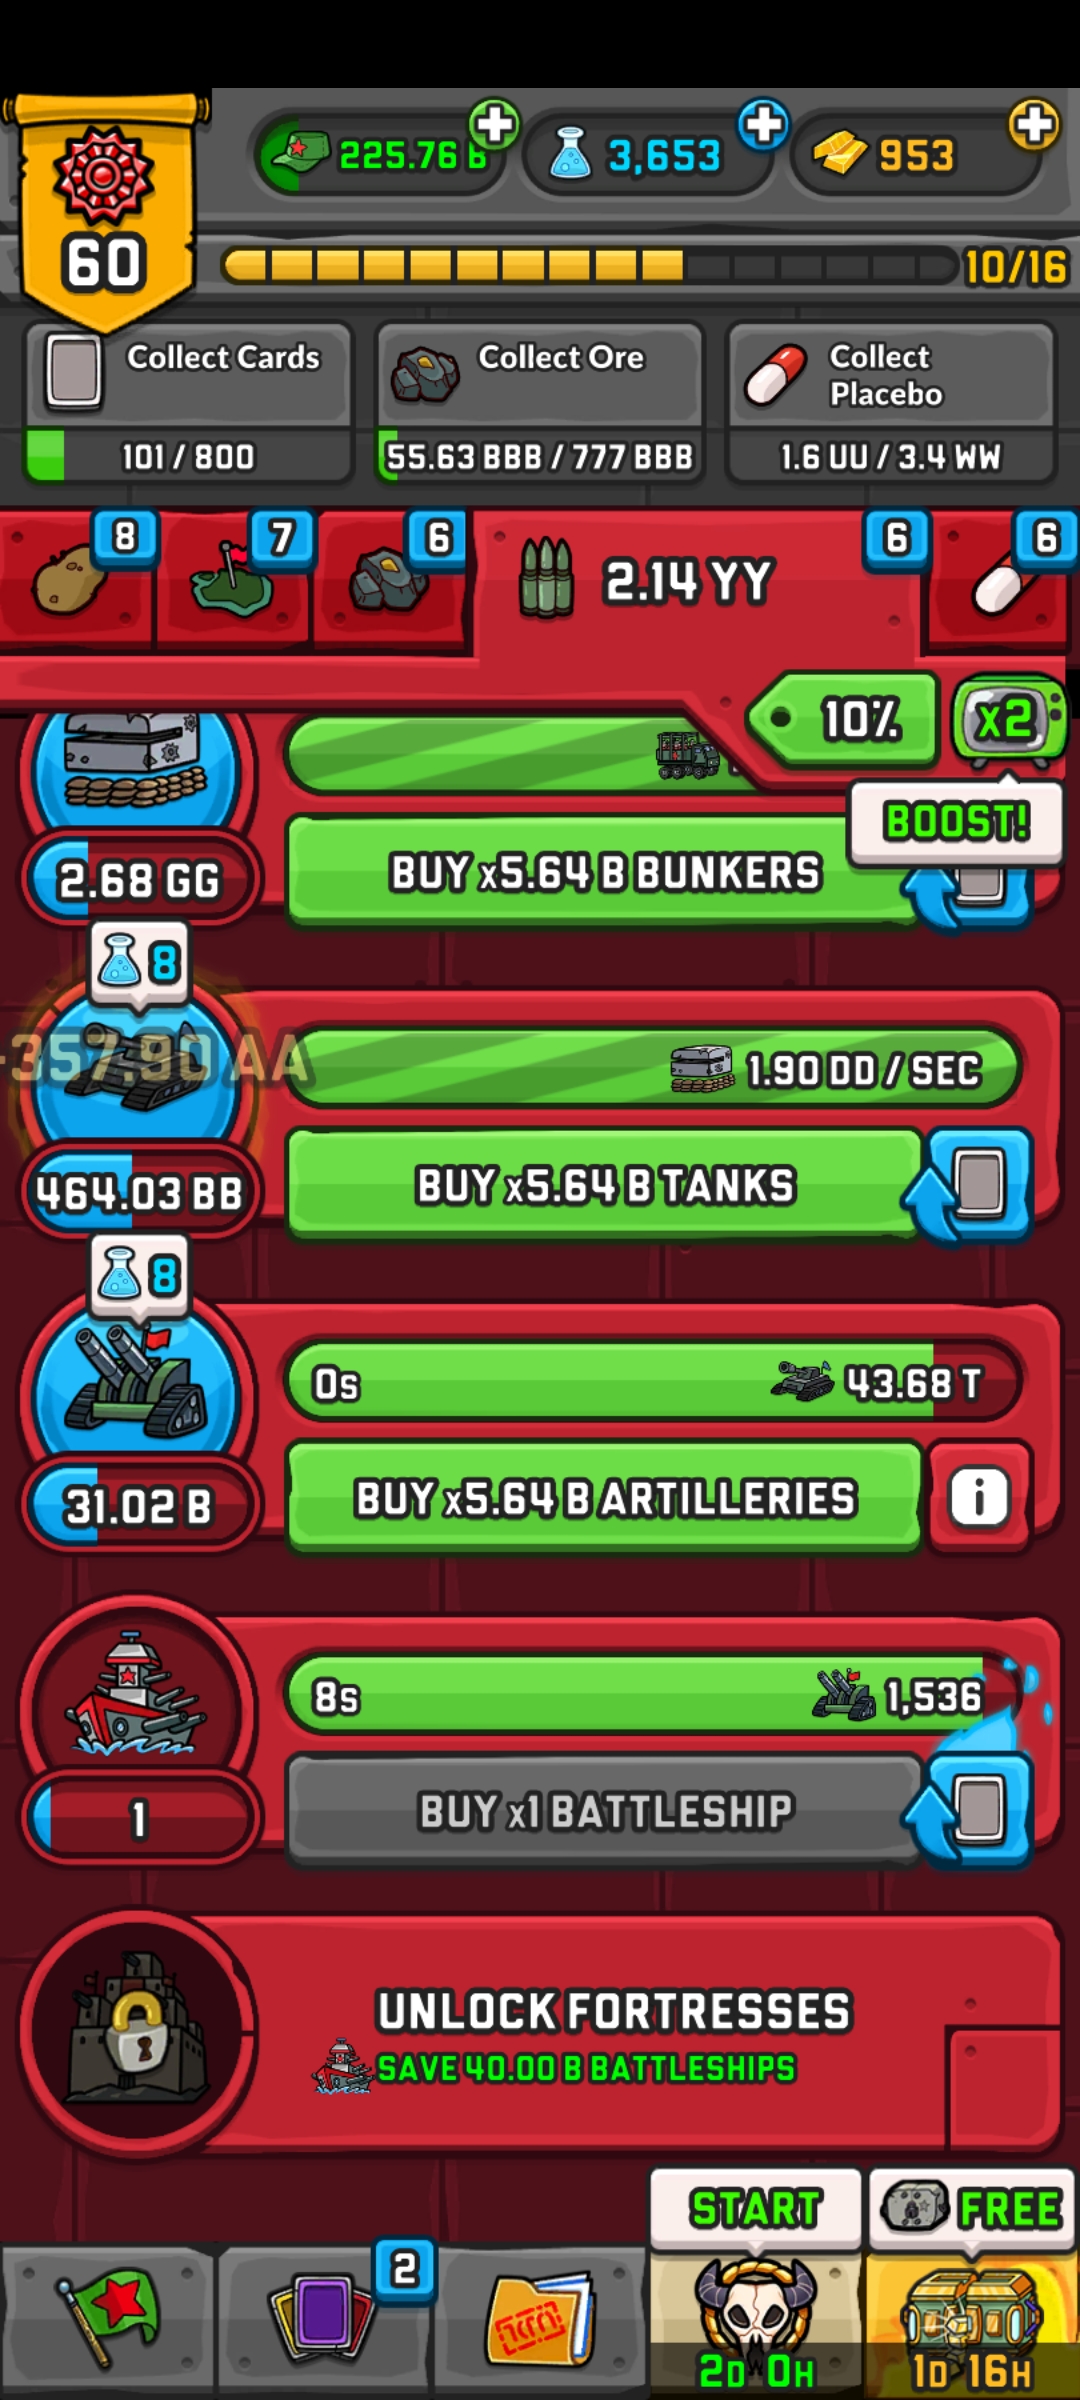 60
225.76 B
3,653
953
10/16
Collect Cards
101 / 800
Collect Ore
55.63 BBB / 777 BBB
Collect
Placebo
1.6 UU / 3.4 WW
8
7
6
2.14 YY
6
6
10%
x2
BOOST!
2.68 GG
BUY x5.64 B BUNKERS
8
-357.90 AA
1.90 DD / SEC
464.03 BB
BUY x5.64 B TANKS
8
0s
43.68 T
31.02 B
BUY x5.64 B ARTILLERIES
i
8s
1,536
1
BUY x1 BATTLESHIP
UNLOCK FORTRESSES
SAVE 40.00 B BATTLESHIPS
START
FREE
2
2D 0H
1D 16H